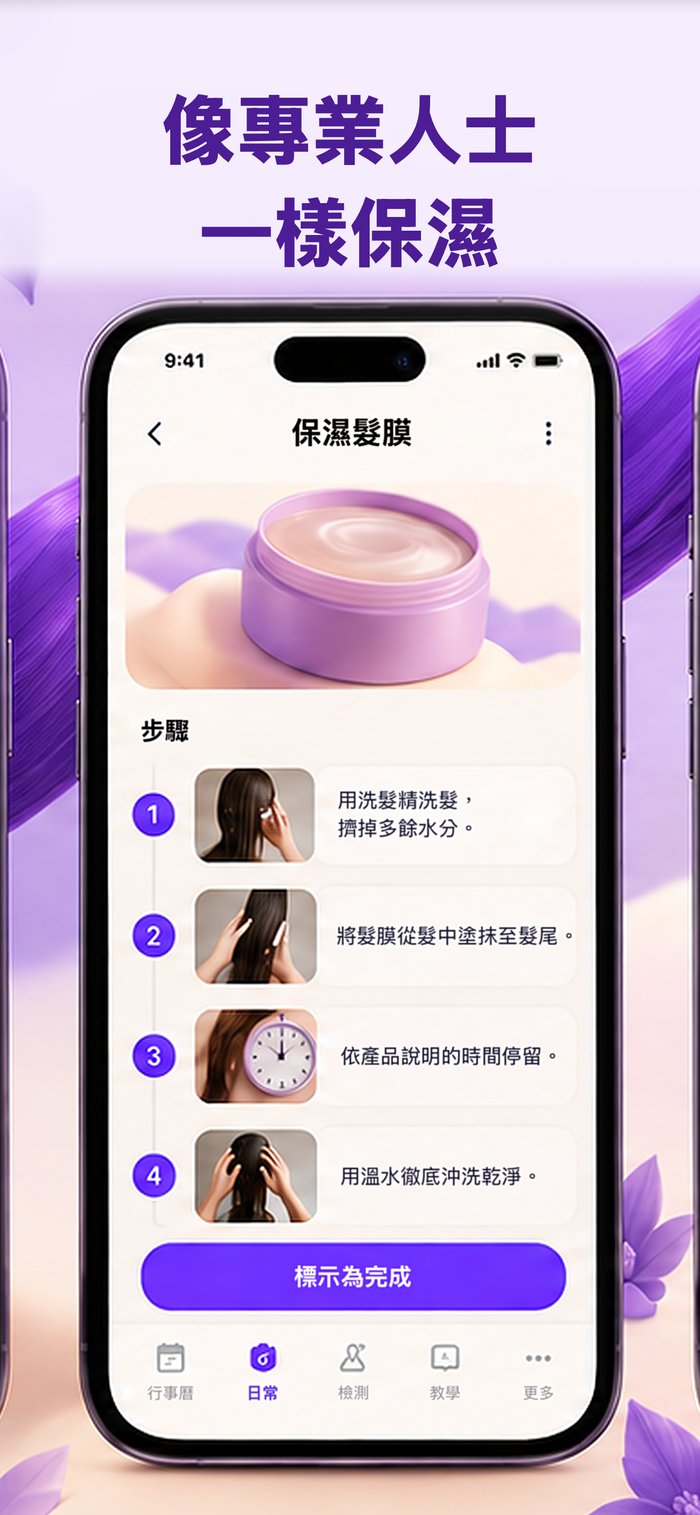 像專業人士
一樣保濕
9:41
保濕髮膜
步驟
1
用洗髮精洗髮，
擠掉多餘水分。
2
將髮膜從髮中塗抹至髮尾。
3
依產品說明的時間停留。
4
用溫水徹底沖洗乾淨。
標示為完成
行事曆
日常
檢測
教學
更多